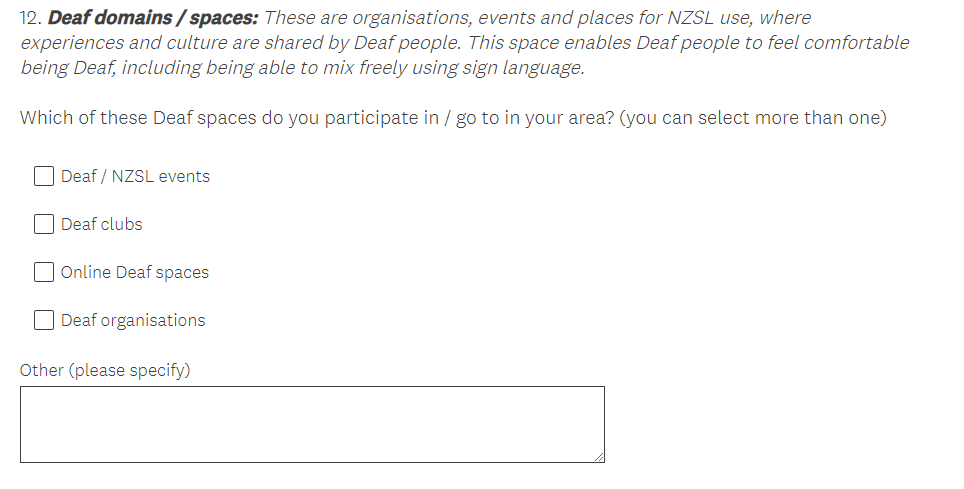 12. Deaf domains / spaces: These are organisations, events and places for NZSL use, where
experiences and culture are shared by Deaf people. This space enables Deaf people to feel comfortable
being Deaf, including being able to mix freely using sign language.
Which of these Deaf spaces do you participate in / go to in your area? (you can select more than one)
Deaf / NZSL events
Deaf clubs
Online Deaf spaces
Deaf organisations
Other (please specify)